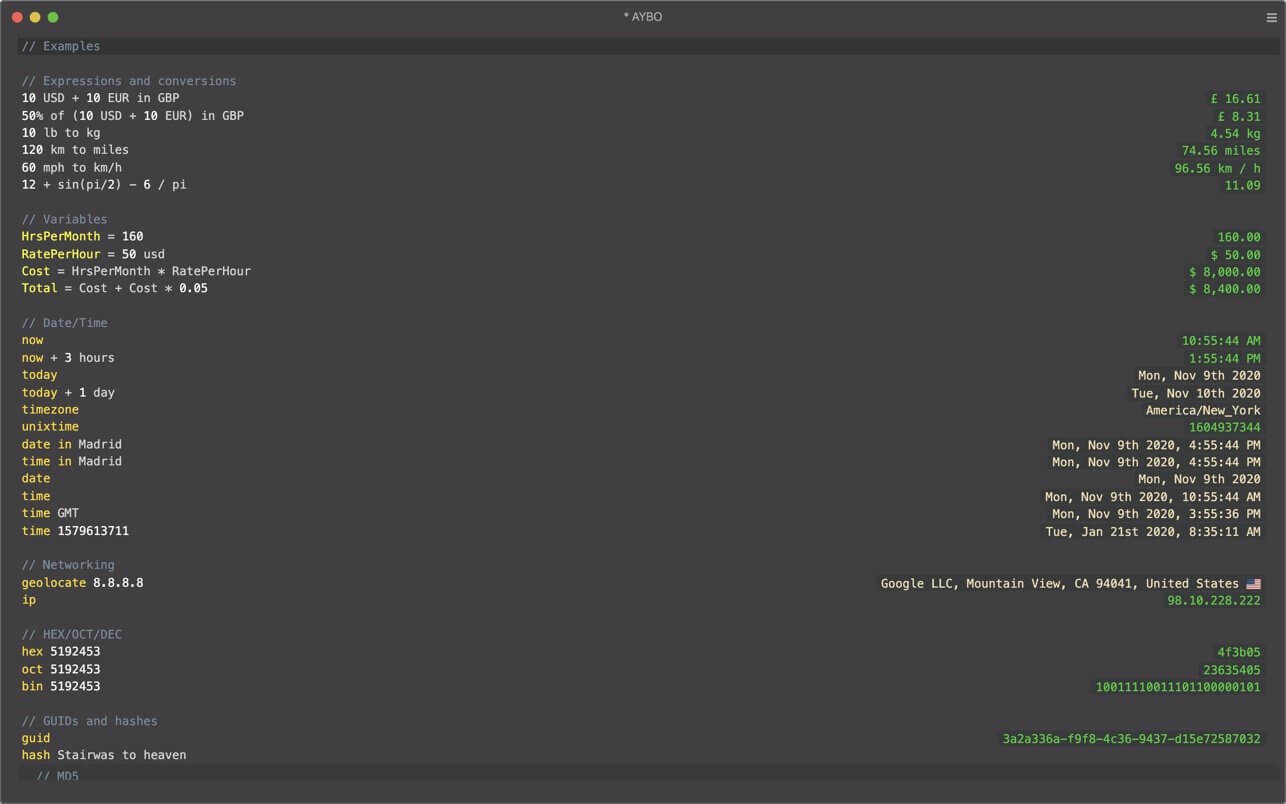 * AYBO
// Examples
// Expressions and conversions
10 USD + 10 EUR in GBP £ 16.61
50% of (10 USD + 10 EUR) in GBP £ 8.31
10 lb to kg 4.54 kg
120 km to miles 74.56 miles
60 mph to km/h 96.56 km / h
12 + sin(pi/2) - 6 / pi 11.09
// Variables
HrsPerMonth = 160 160.00
RatePerHour = 50 usd $ 50.00
Cost = HrsPerMonth * RatePerHour $ 8,000.00
Total = Cost + Cost * 0.05 $ 8,400.00
// Date/Time
now 10:55:44 AM
now + 3 hours 1:55:44 PM
today Mon, Nov 9th 2020
today + 1 day Tue, Nov 10th 2020
timezone America/New_York
unixtime 1604937344
date in Madrid Mon, Nov 9th 2020, 4:55:44 PM
time in Madrid Mon, Nov 9th 2020, 4:55:44 PM
date Mon, Nov 9th 2020
time Mon, Nov 9th 2020, 10:55:44 AM
time GMT Mon, Nov 9th 2020, 3:55:36 PM
time 1579613711 Tue, Jan 21st 2020, 8:35:11 AM
// Networking
geolocate 8.8.8.8 Google LLC, Mountain View, CA 94041, United States
ip 98.10.228.222
// HEX/OCT/DEC
hex 5192453 4f3b05
oct 5192453 23635405
bin 5192453 10011110011101100000101
// GUIDs and hashes
guid 3a2a336a-f9f8-4c36-9437-d15e72587032
hash Stairwas to heaven
// MD5